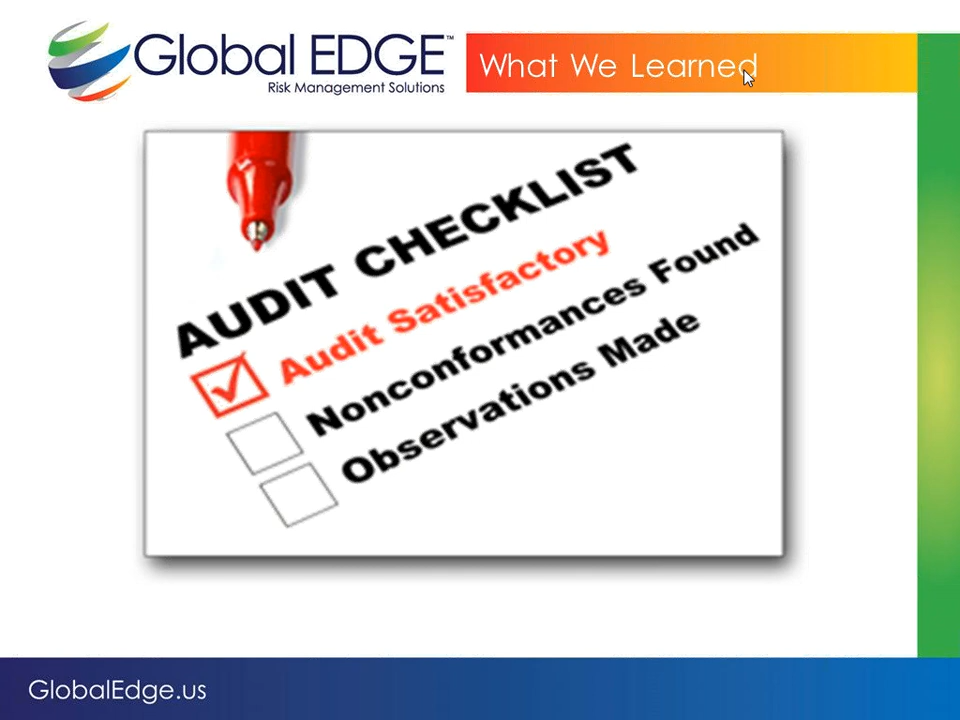 Global EDGE™
Risk Management Solutions
What We Learned
AUDIT CHECKLIST
Audit Satisfactory
Nonconformances Found
Observations Made
GlobalEdge.us